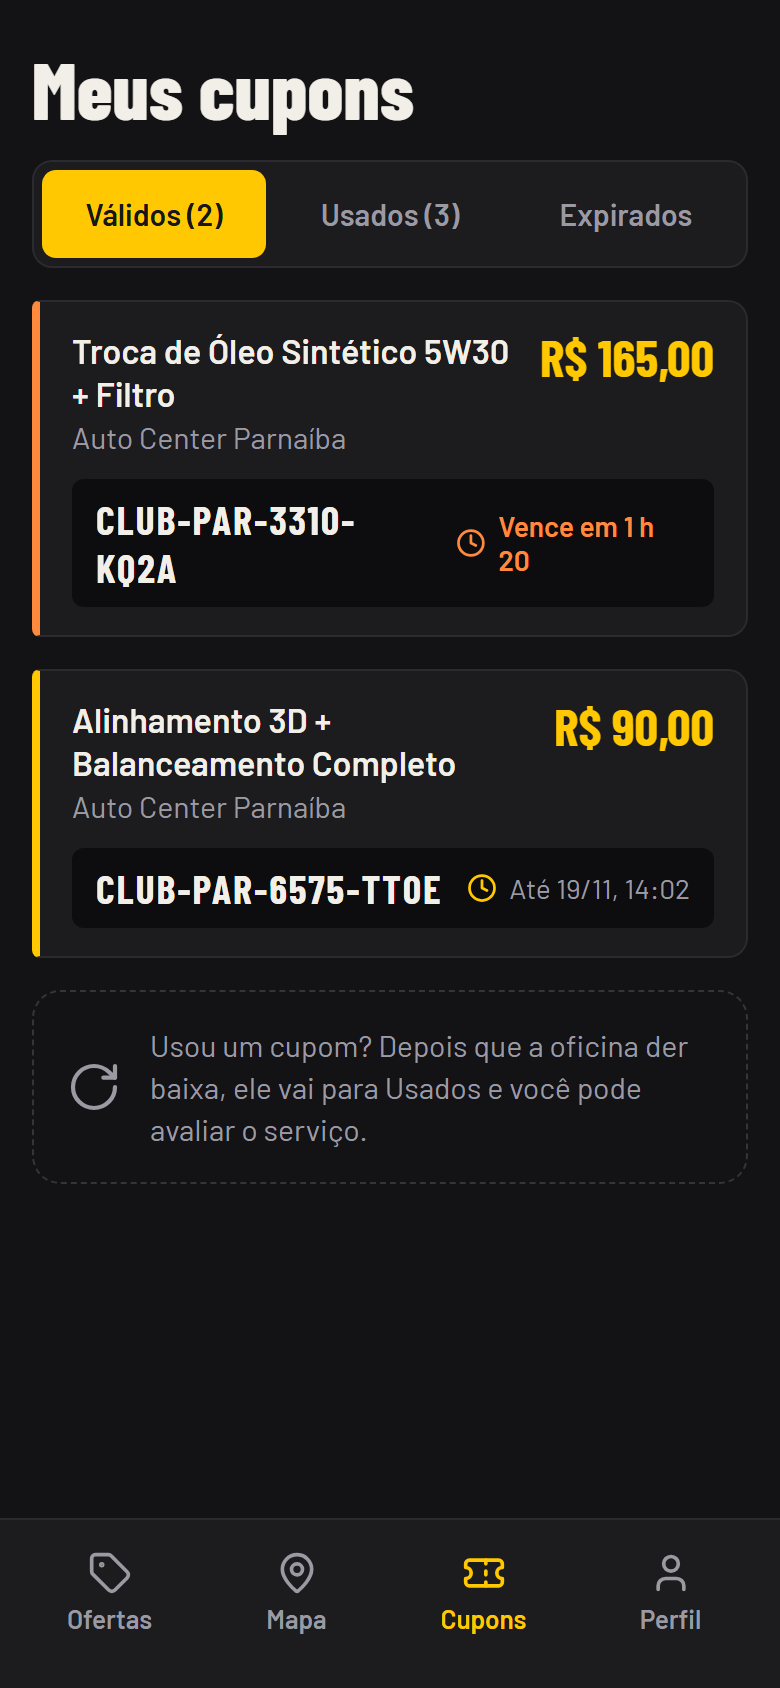 Meus cupons
Válidos (2)
Usados (3)
Expirados
Troca de Óleo Sintético 5W30
+ Filtro
R$ 165,00
Auto Center Parnaíba
CLUB-PAR-3310-
KQ2A
Vence em 1 h
20
Alinhamento 3D +
Balanceamento Completo
R$ 90,00
Auto Center Parnaíba
CLUB-PAR-6575-TT0E
Até 19/11, 14:02
Usou um cupom? Depois que a oficina der
baixa, ele vai para Usados e você pode
avaliar o serviço.
Ofertas
Mapa
Cupons
Perfil